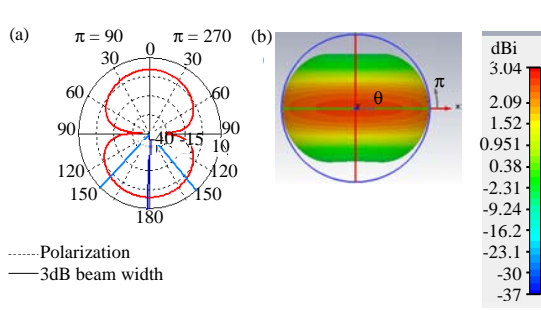 (a)
π = 90 π = 270
0
30 30
60 60
90 90
-40 -15 10
120 120
150 150
180
Polarization
3dB beam width
(b)
θ
π
x
dBi
3.04
2.09
1.52
0.951
0.38
-2.31
-9.24
-16.2
-23.1
-30
-37